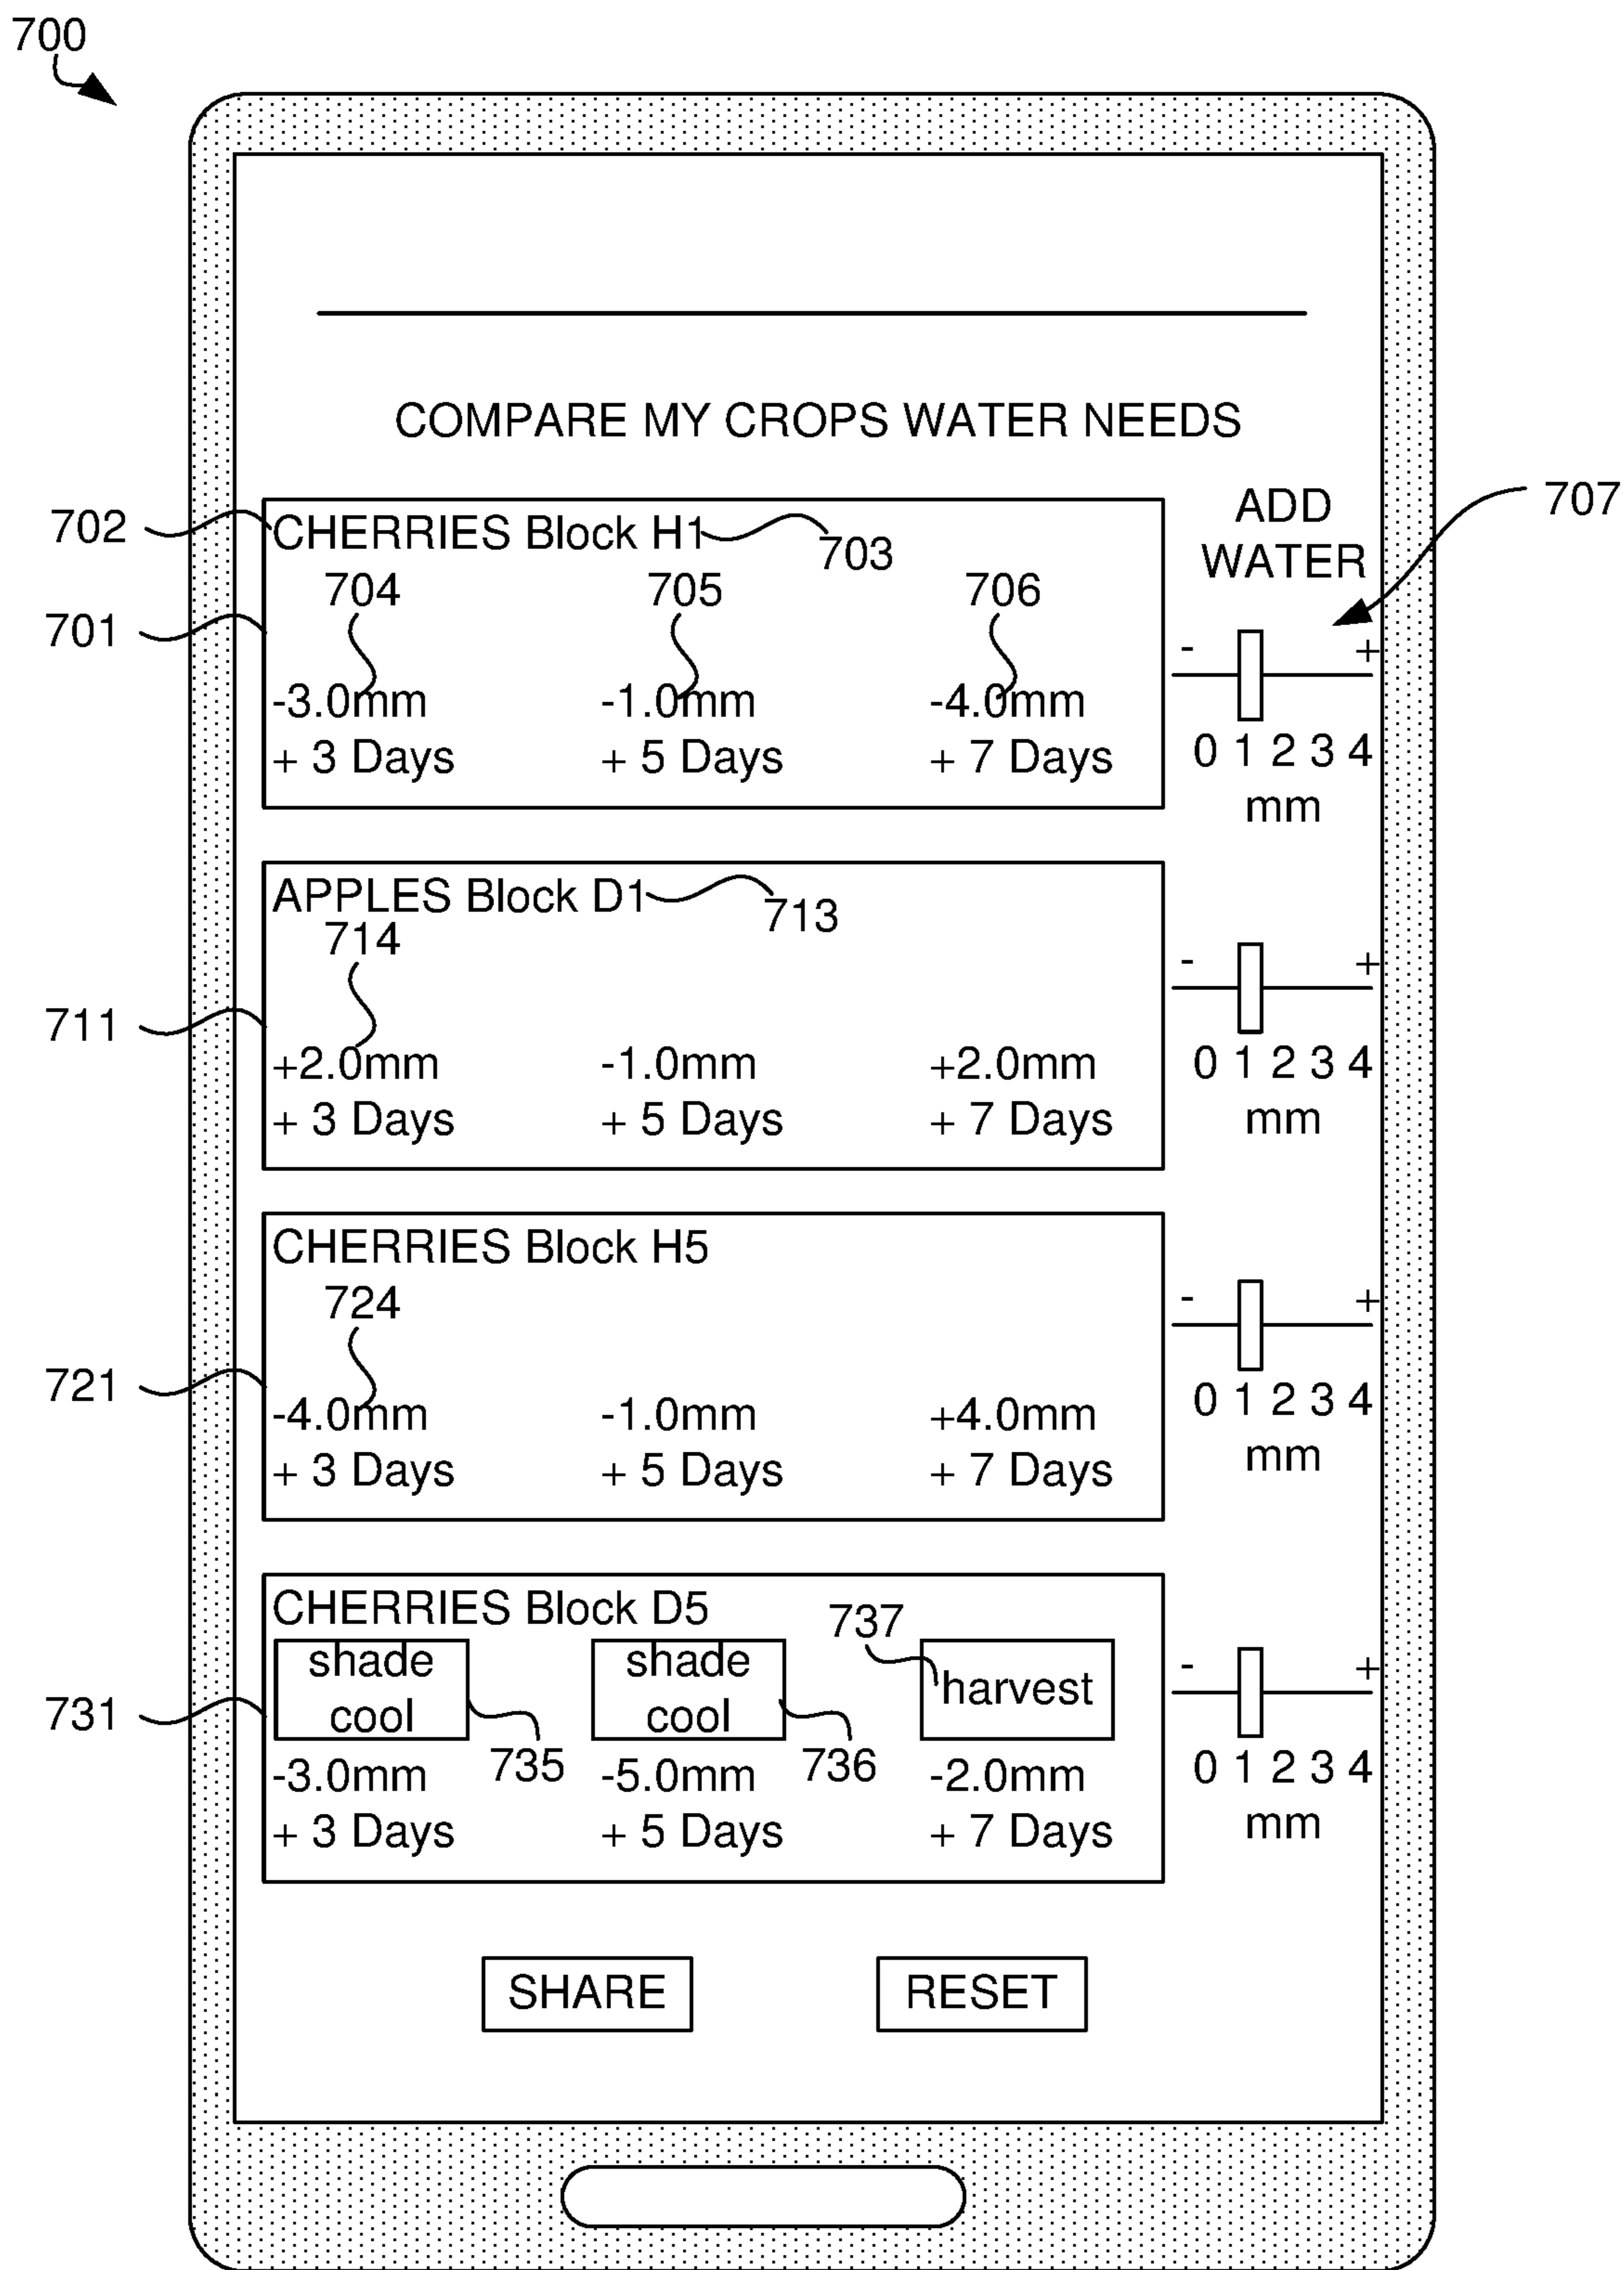 700
COMPARE MY CROPS WATER NEEDS
ADD
WATER
707
702
CHERRIES Block H1
703
704 705 706
701
-3.0mm -1.0mm -4.0mm
+ 3 Days + 5 Days + 7 Days
- +
0 1 2 3 4
mm
APPLES Block D1
713
714
711
+2.0mm -1.0mm +2.0mm
+ 3 Days + 5 Days + 7 Days
- +
0 1 2 3 4
mm
CHERRIES Block H5
724
721
-4.0mm -1.0mm +4.0mm
+ 3 Days + 5 Days + 7 Days
- +
0 1 2 3 4
mm
CHERRIES Block D5
737
shade shade
harvest
cool cool
731
735 736
-3.0mm -5.0mm -2.0mm
+ 3 Days + 5 Days + 7 Days
- +
0 1 2 3 4
mm
SHARE RESET